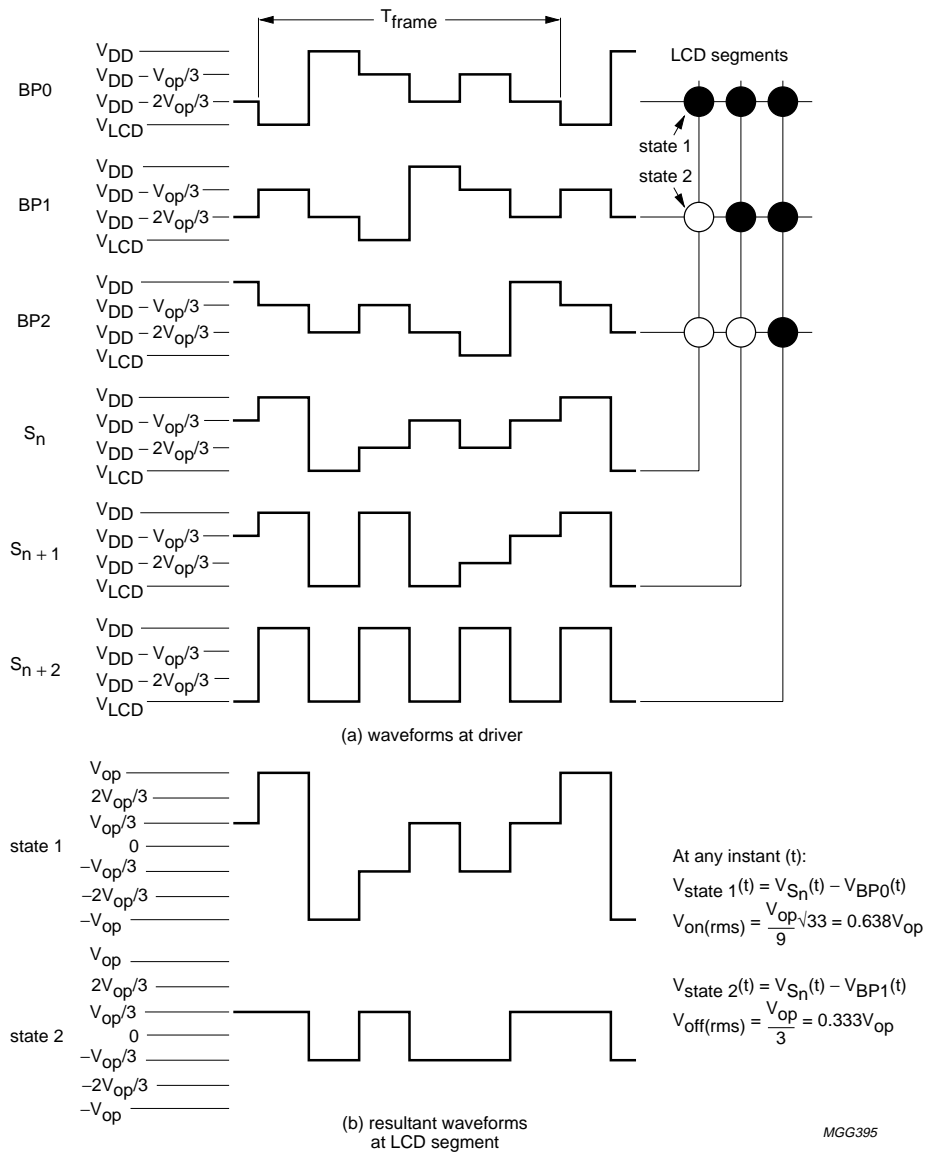 T_frame
BP0
V_DD
V_DD – V_op/3
V_DD – 2V_op/3
V_LCD
LCD segments
state 1
state 2
BP1
V_DD
V_DD – V_op/3
V_DD – 2V_op/3
V_LCD
BP2
V_DD
V_DD – V_op/3
V_DD – 2V_op/3
V_LCD
S_n
V_DD
V_DD – V_op/3
V_DD – 2V_op/3
V_LCD
S_n + 1
V_DD
V_DD – V_op/3
V_DD – 2V_op/3
V_LCD
S_n + 2
V_DD
V_DD – V_op/3
V_DD – 2V_op/3
V_LCD
(a) waveforms at driver
state 1
V_op
2V_op/3
V_op/3
0
–V_op/3
–2V_op/3
–V_op
state 2
V_op
2V_op/3
V_op/3
0
–V_op/3
–2V_op/3
–V_op
At any instant (t):
V_state 1(t) = V_Sn(t) – V_BP0(t)
V_on(rms) = V_op/9 √33 = 0.638V_op
V_state 2(t) = V_Sn(t) – V_BP1(t)
V_off(rms) = V_op/3 = 0.333V_op
(b) resultant waveforms
at LCD segment
MGG395